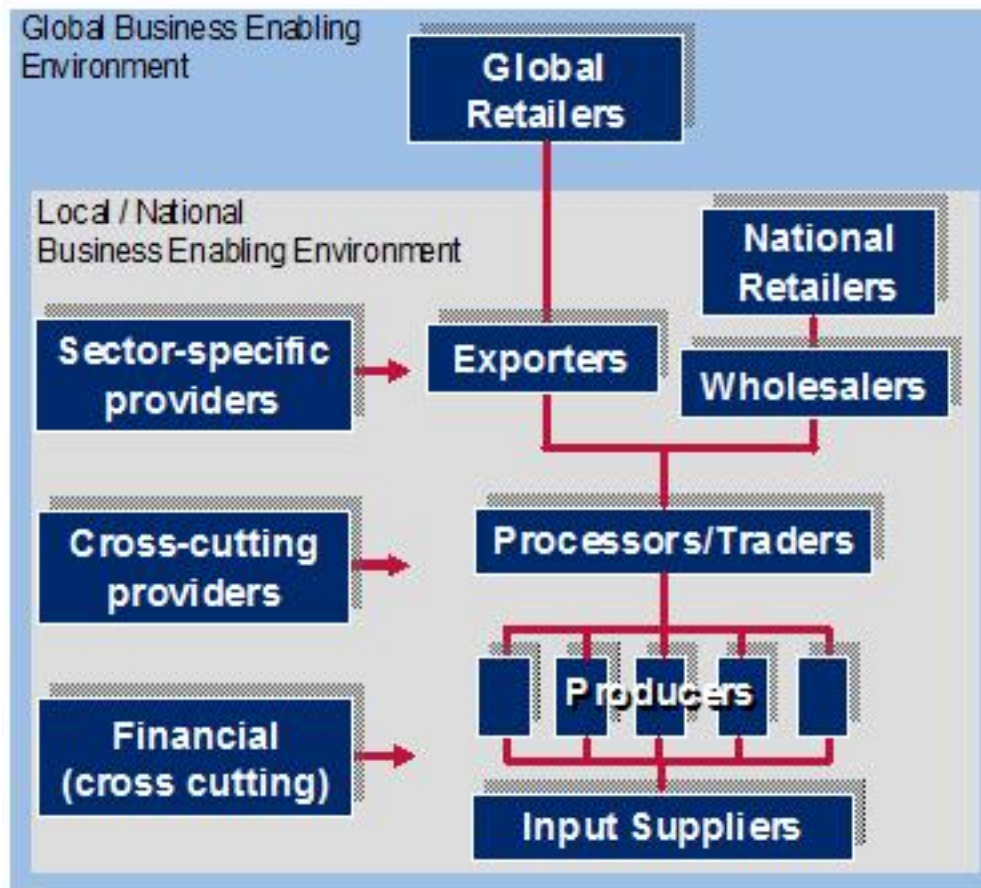 Global Business Enabling
Environment
Global
Retailers
Local / National
Business Enabling Environment
National
Retailers
Sector-specific
providers
Exporters
Wholesalers
Cross-cutting
providers
Processors/Traders
Producers
Financial
(cross cutting)
Input Suppliers